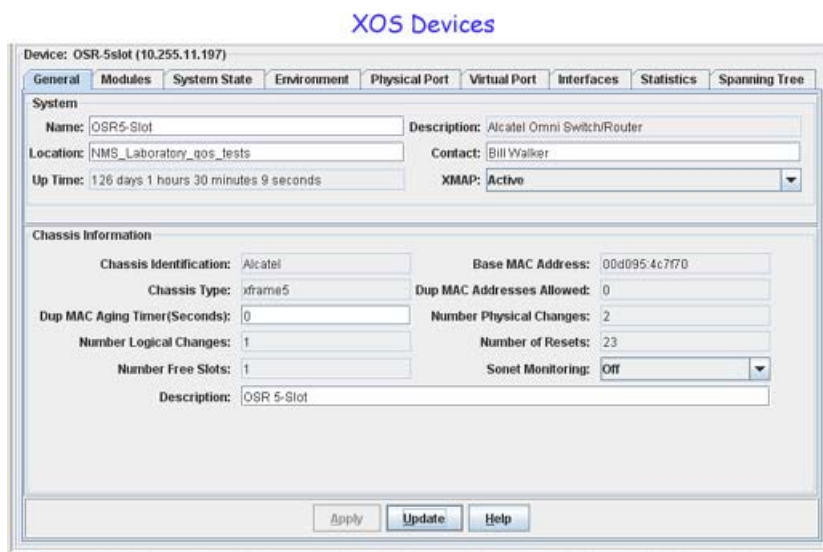 XOS Devices
Device: OSR-5slot (10.255.11.197)
General Modules System State Environment Physical Port Virtual Port Interfaces Statistics Spanning Tree
System
Name: OSR5-Slot Description: Alcatel Omni Switch/Router
Location: NMS_Laboratory_qos_tests Contact: Bill Walker
Up Time: 126 days 1 hours 30 minutes 9 seconds XMAP: Active
Chassis Information
Chassis Identification: Alcatel Base MAC Address: 00d095:4c7f70
Chassis Type: xframe5 Dup MAC Addresses Allowed: 0
Dup MAC Aging Timer(Seconds): 0 Number Physical Changes: 2
Number Logical Changes: 1 Number of Resets: 23
Number Free Slots: 1 Sonet Monitoring: Off
Description: OSR 5-Slot
Apply Update Help